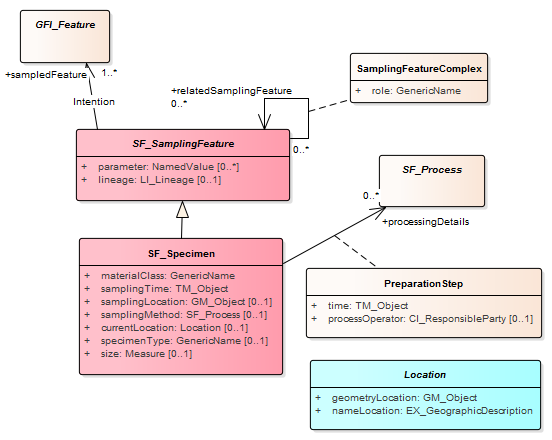 GFI_Feature
+sampledFeature
1..*
Intention
+relatedSamplingFeature
0..*
0..*
SamplingFeatureComplex
+ role: GenericName
SF_SamplingFeature
+ parameter: NamedValue [0..*]
+ lineage: LI_Lineage [0..1]
SF_Process
0..*
+processingDetails
SF_Specimen
+ materialClass: GenericName
+ samplingTime: TM_Object
+ samplingLocation: GM_Object [0..1]
+ samplingMethod: SF_Process [0..1]
+ currentLocation: Location [0..1]
+ specimenType: GenericName [0..1]
+ size: Measure [0..1]
PreparationStep
+ time: TM_Object
+ processOperator: CI_ResponsibleParty [0..1]
Location
+ geometryLocation: GM_Object
+ nameLocation: EX_GeographicDescription